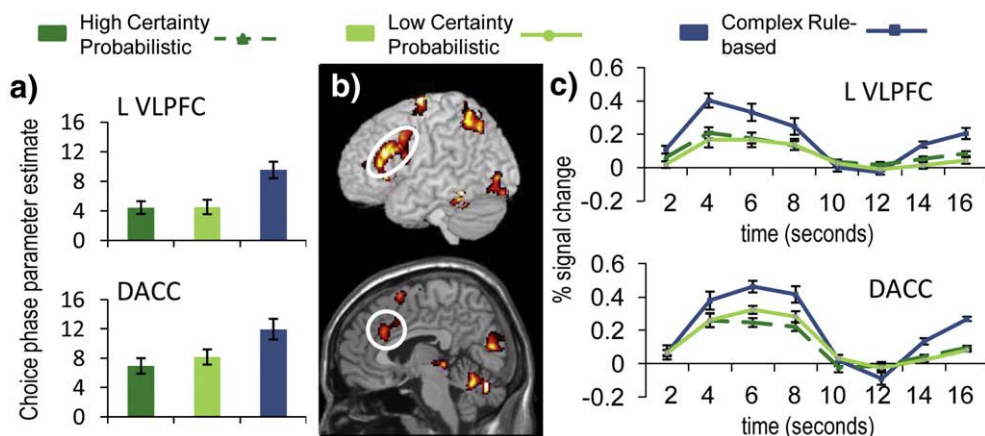 High Certainty
Probabilistic
Low Certainty
Probabilistic
Complex Rule-
based
a)
L VLPFC
16
12
8
4
0
DACC
16
12
8
4
0
Choice phase parameter estimate
b)
c)
L VLPFC
0.6
0.4
0.2
0
-0.2
2 4 6 8 10 12 14 16
time (seconds)
% signal change
DACC
0.6
0.4
0.2
0
-0.2
2 4 6 8 10 12 14 16
time (seconds)